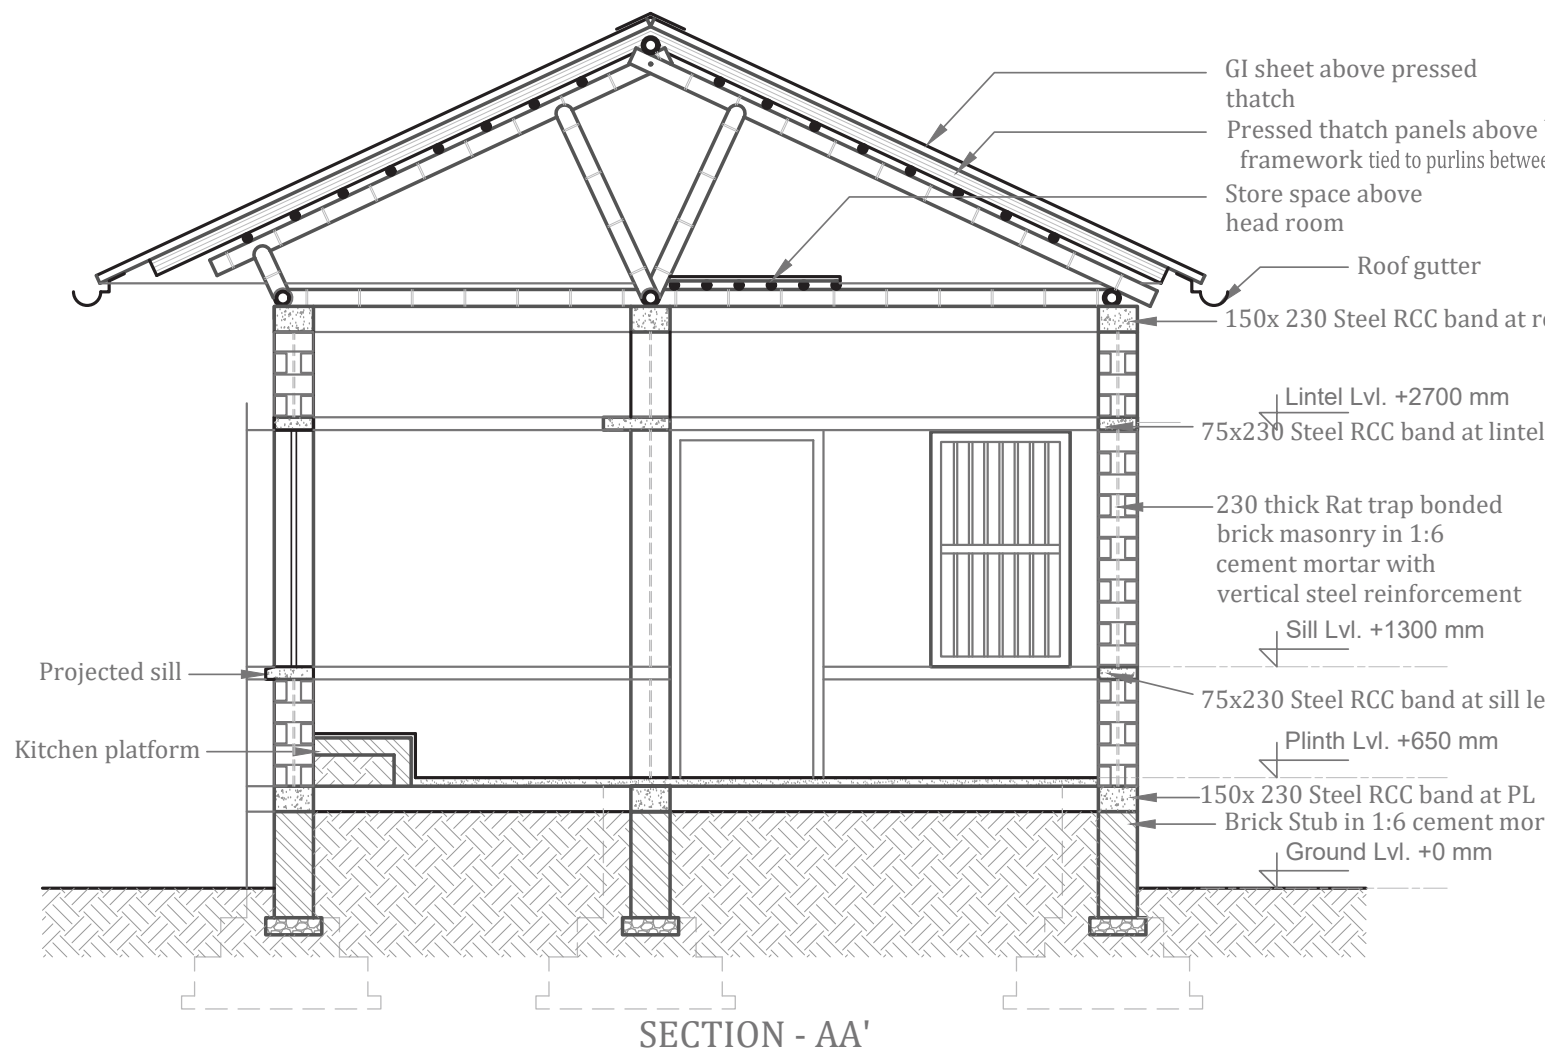 GI sheet above pressed
thatch
Pressed thatch panels above
framework tied to purlins
Store space above
head room
Roof gutter
150x 230 Steel RCC band at
Lintel Lvl. +2700 mm
75x230 Steel RCC band at lintel
230 thick Rat trap bonded
brick masonry in 1:6
cement mortar with
vertical steel reinforcement
Sill Lvl. +1300 mm
Projected sill
75x230 Steel RCC band at sill
Plinth Lvl. +650 mm
Kitchen platform
150x 230 Steel RCC band at PL
Brick Stub in 1:6 cement
Ground Lvl. +0 mm
SECTION - AA'